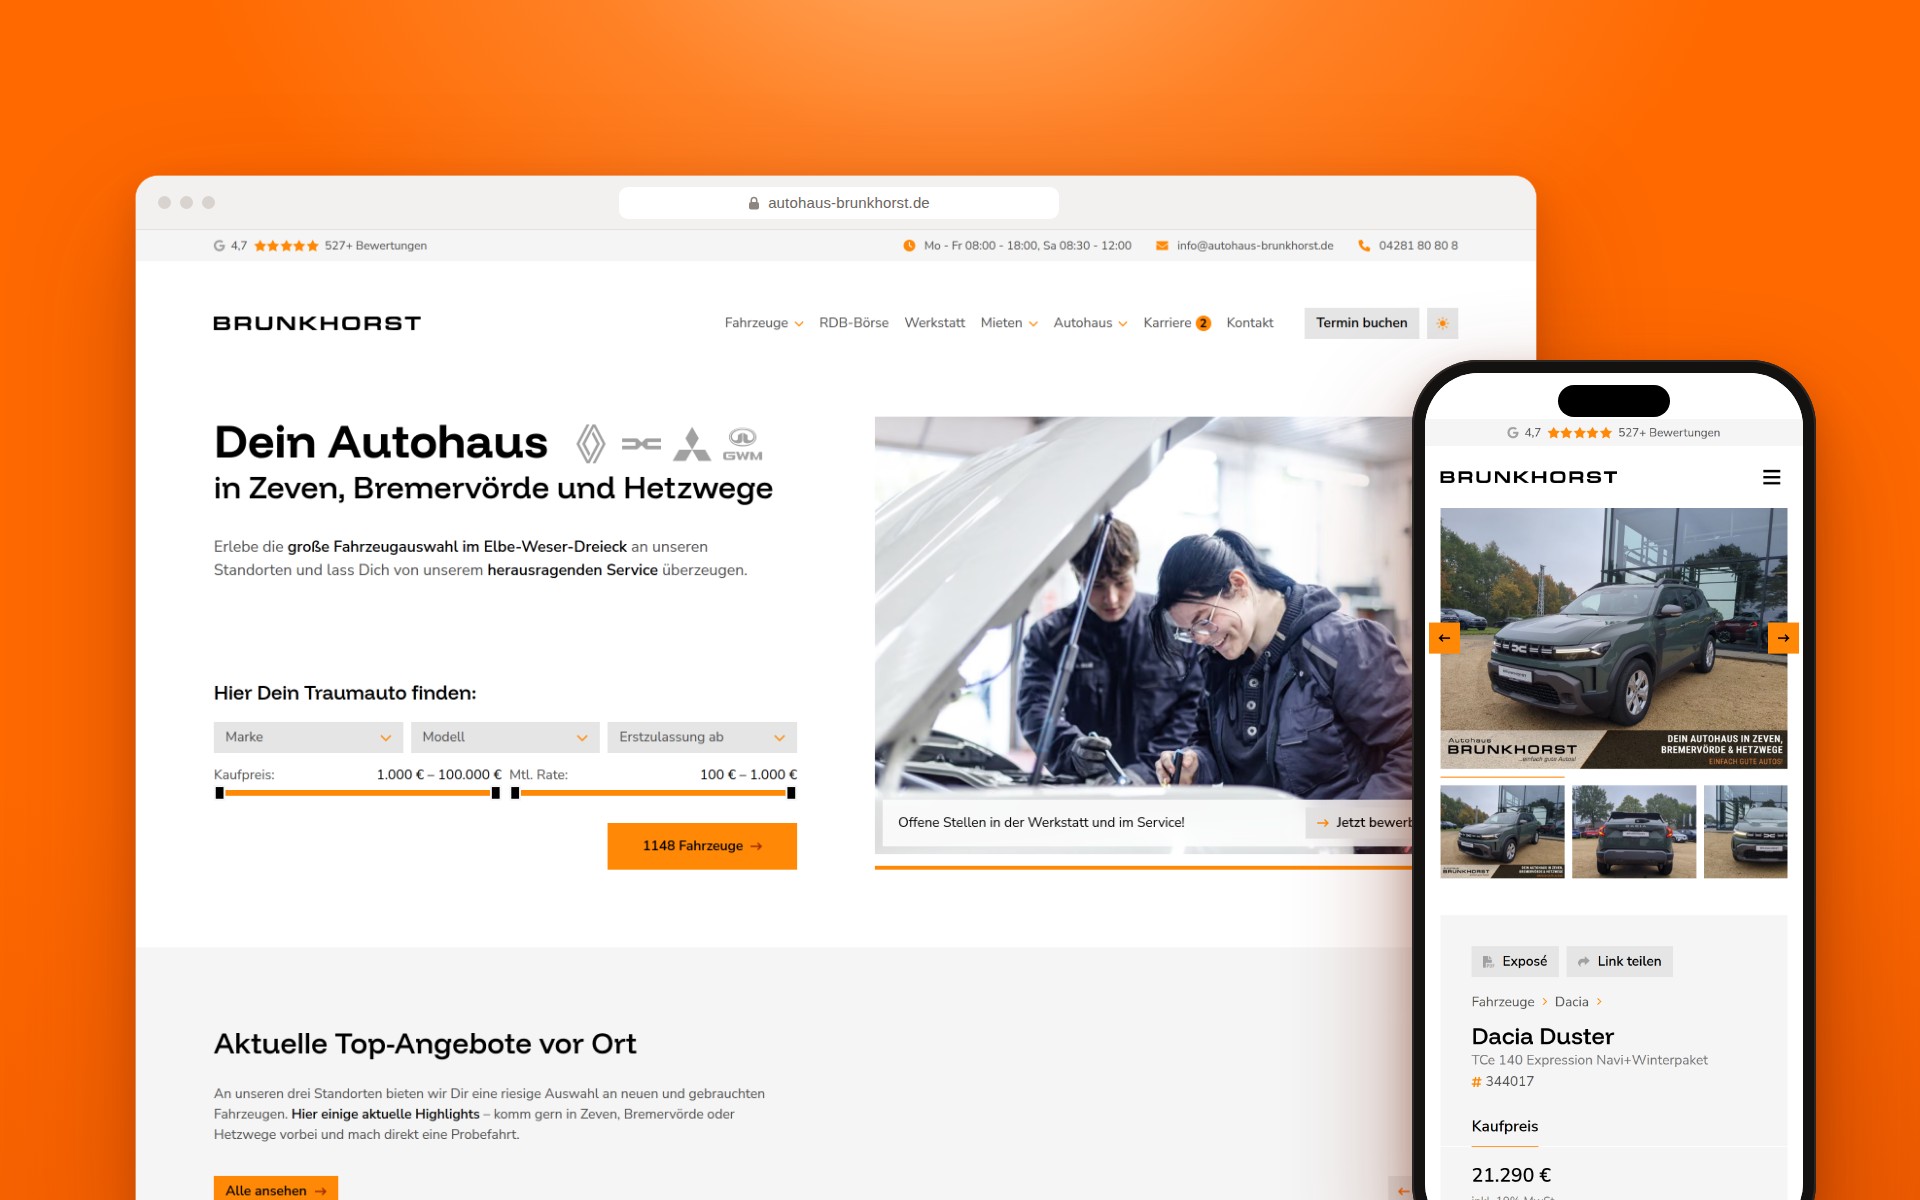 autohaus-brunkhorst.de
4,7 527+ Bewertungen
Mo - Fr 08:00 - 18:00, Sa 08:30 - 12:00 info@autohaus-brunkhorst.de 04281 80 80 8
BRUNKHORST
Fahrzeuge RDB-Börse Werkstatt Mieten Autohaus Karriere 2 Kontakt Termin buchen
Dein Autohaus
GWM
in Zeven, Bremervörde und Hetzwege
Erlebe die große Fahrzeugauswahl im Elbe-Weser-Dreieck an unseren
Standorten und lass Dich von unserem herausragenden Service überzeugen.
Hier Dein Traumauto finden:
Marke Modell Erstzulassung ab
Kaufpreis: 1.000 € – 100.000 € Mtl. Rate: 100 € – 1.000 €
1148 Fahrzeuge →
Offene Stellen in der Werkstatt und im Service!
→ Jetzt bewerb
Aktuelle Top-Angebote vor Ort
An unseren drei Standorten bieten wir Dir eine riesige Auswahl an neuen und gebrauchten
Fahrzeugen. Hier einige aktuelle Highlights – komm gern in Zeven, Bremervörde oder
Hetzwege vorbei und mach direkt eine Probefahrt.
Alle ansehen →
4,7 527+ Bewertungen
BRUNKHORST
BRUNKHORST
Autohaus
BRUNKHORST
...einfach gute Autos!
DEIN AUTOHAUS IN ZEVEN,
BREMERVÖRDE & HETZWEGE
EINFACH GUTE AUTOS!
Exposé Link teilen
Fahrzeuge > Dacia >
Dacia Duster
TCe 140 Expression Navi+Winterpaket
# 344017
Kaufpreis
21.290 €